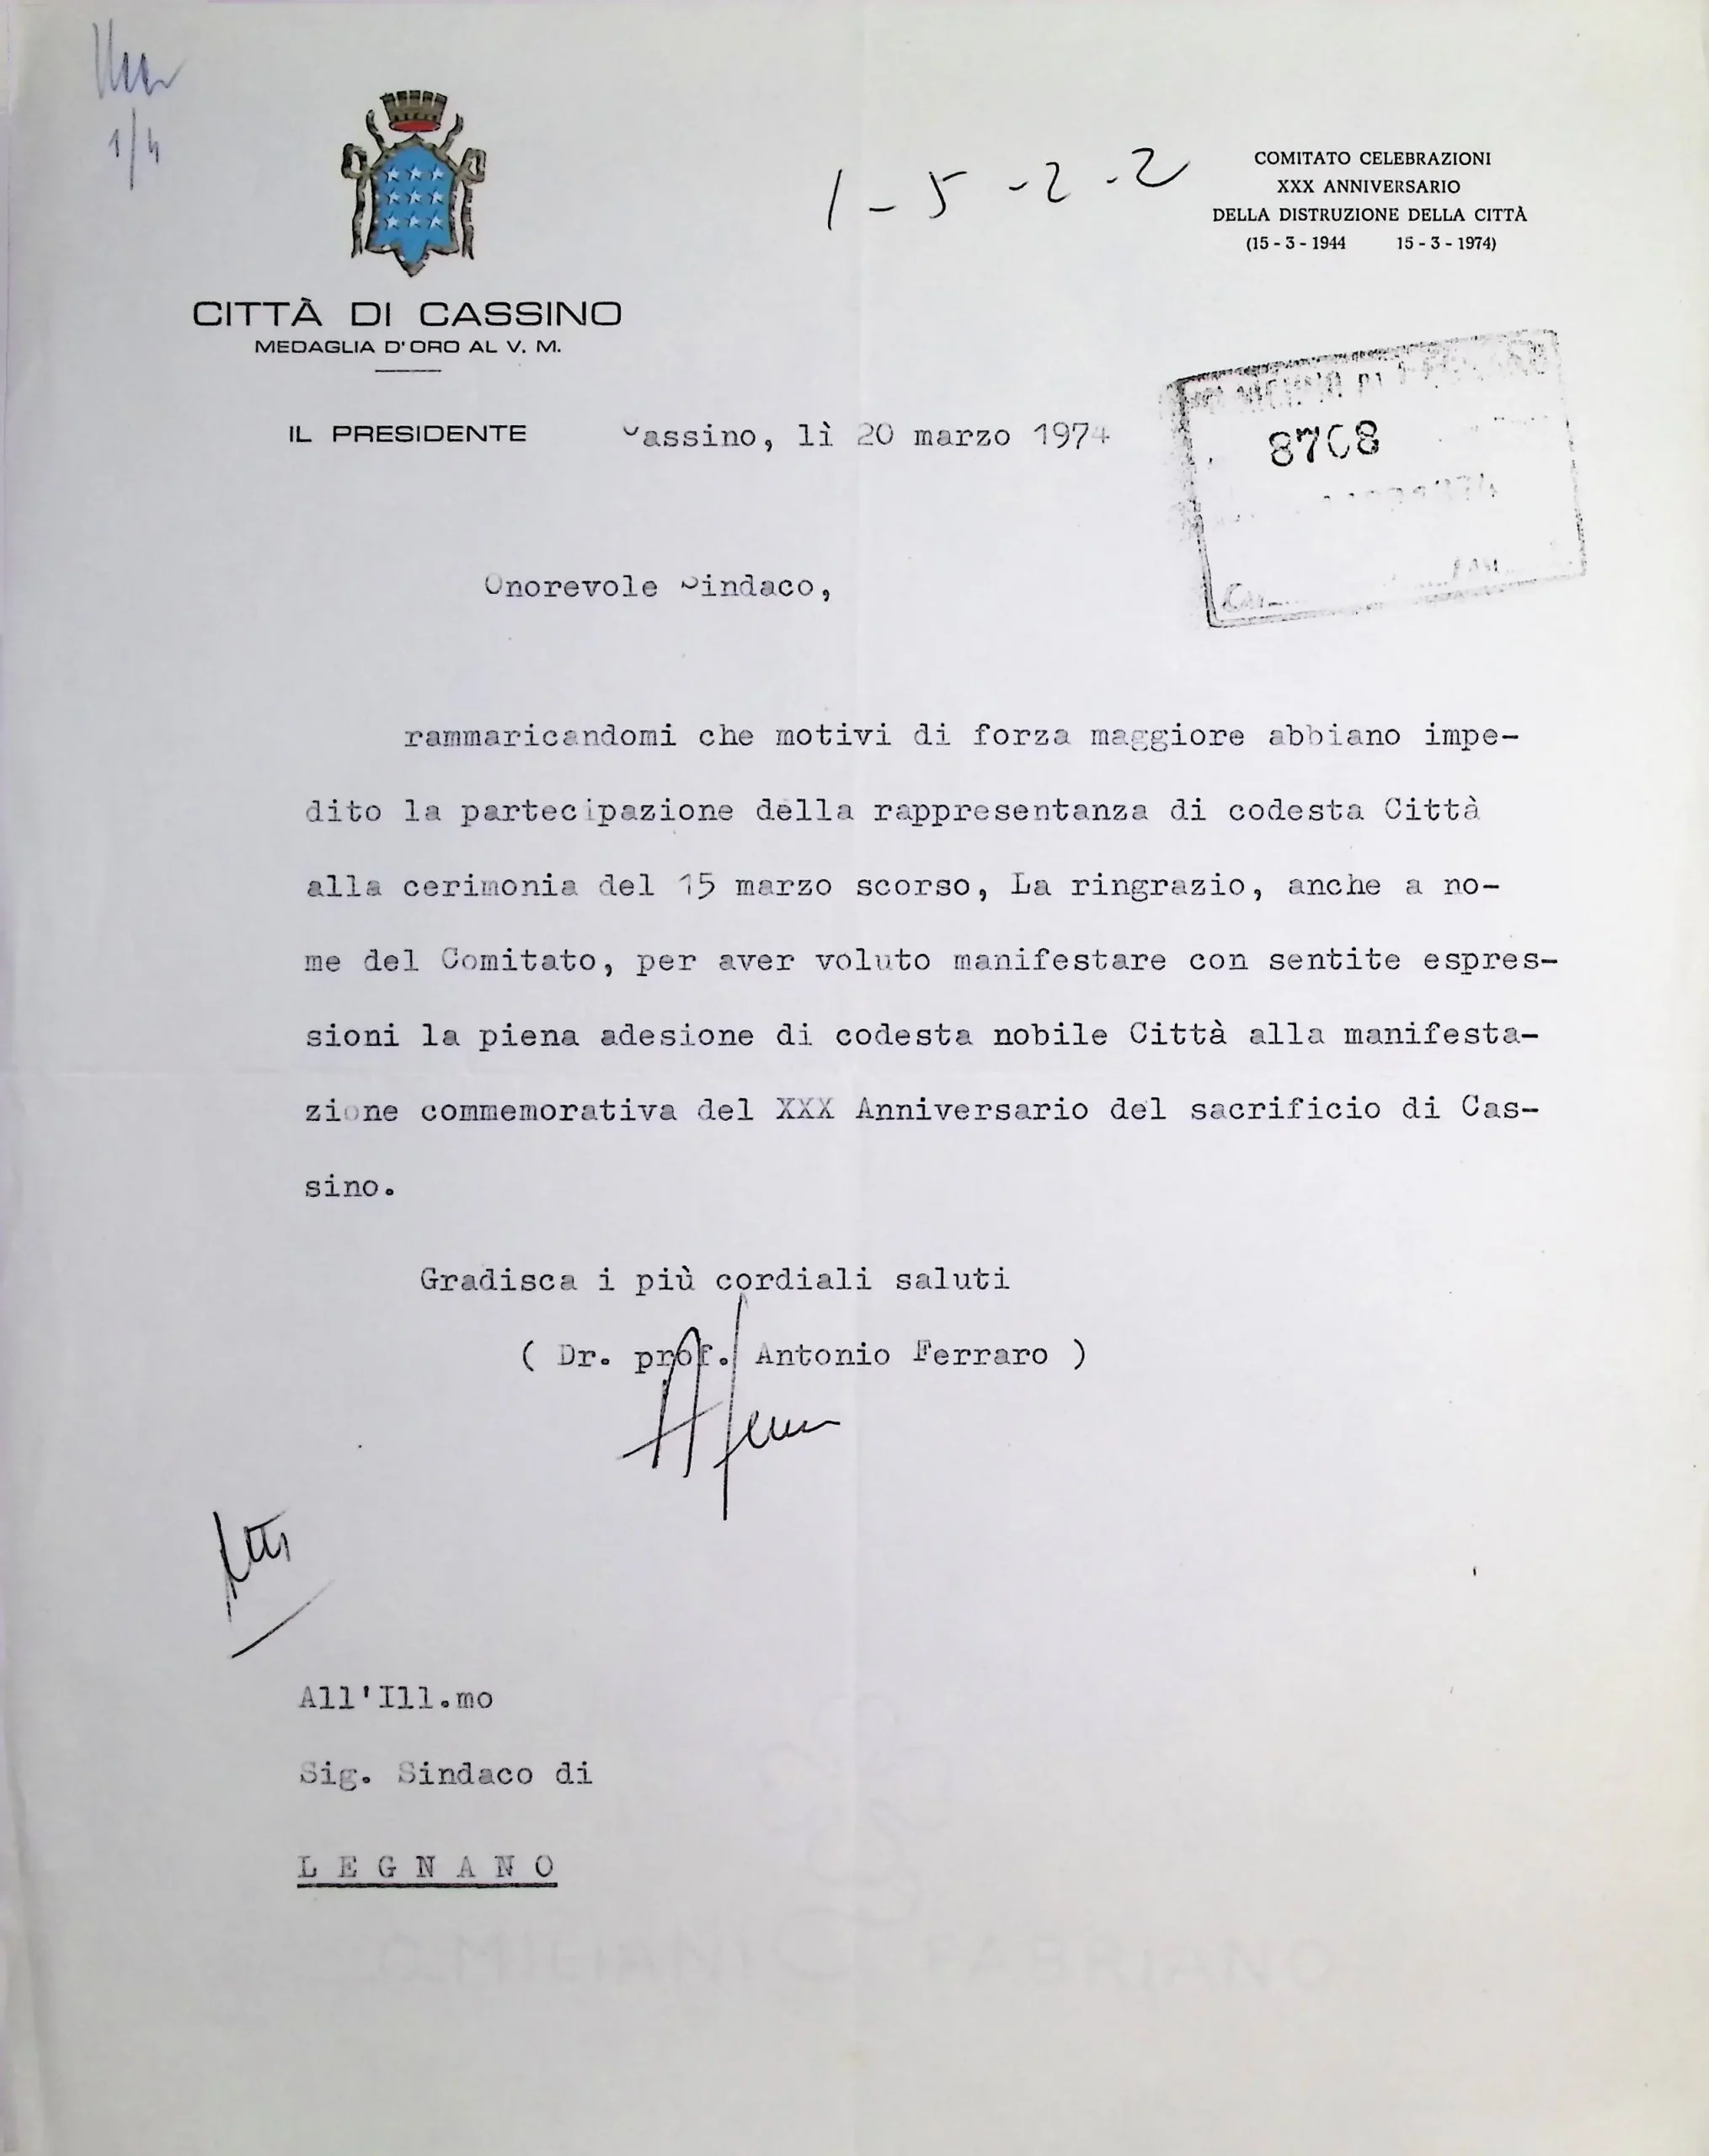 1/4
1-5-2-2
COMITATO CELEBRAZIONI
XXX ANNIVERSARIO
DELLA DISTRUZIONE DELLA CITTÀ
(15-3-1944 15-3-1974)
CITTÀ DI CASSINO
MEDAGLIA D'ORO AL V. M.
IL PRESIDENTE
Cassino, lì 20 marzo 1974
8708
Onorevole Sindaco,
rammaricandomi che motivi di forza maggiore abbiano impe-
dito la partecipazione della rappresentanza di codesta Città
alla cerimonia del 15 marzo scorso, La ringrazio, anche a no-
me del Comitato, per aver voluto manifestare con sentite espres-
sioni la piena adesione di codesta nobile Città alla manifesta-
zione commemorativa del XXX Anniversario del sacrificio di Cas-
sino.
Gradisca i più cordiali saluti
( Dr. prof. Antonio Ferraro )
All'Ill.mo
Sig. Sindaco di
LEGNANO
MILIANI FABRIANO